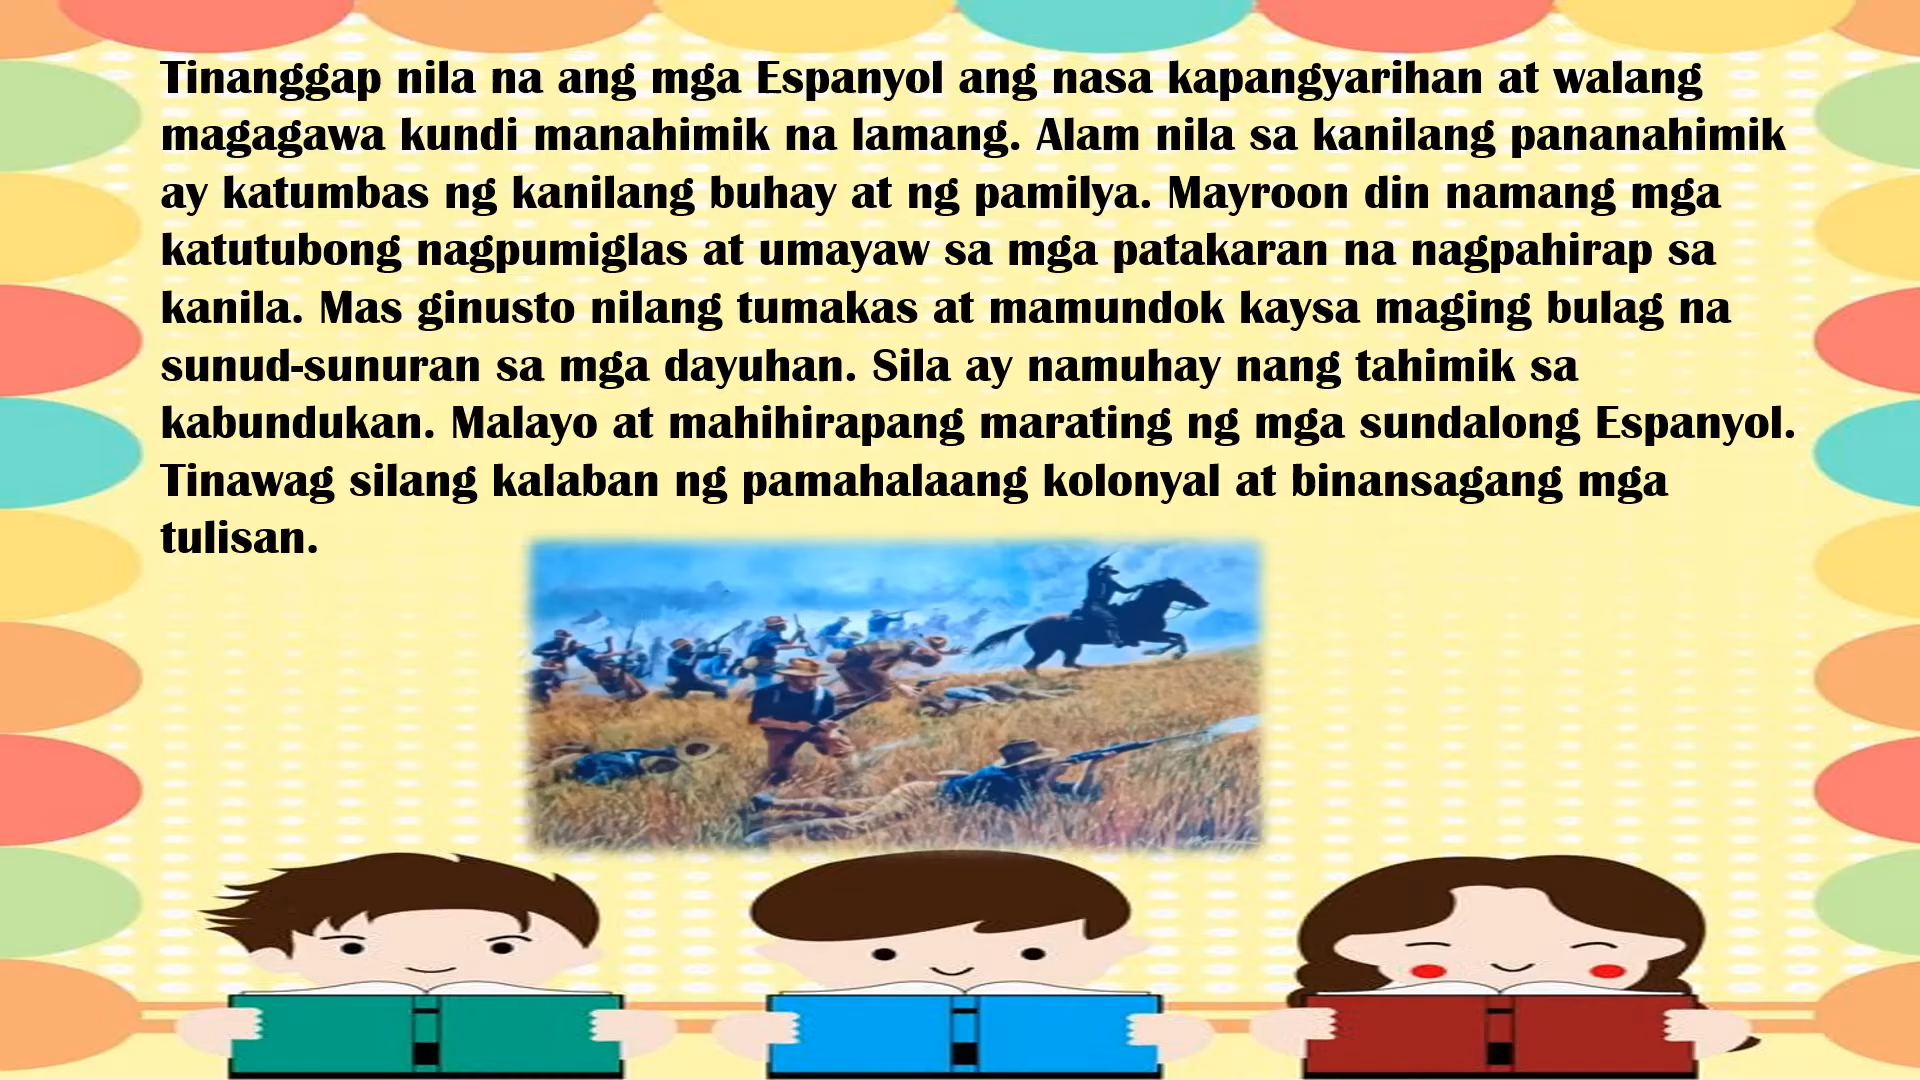 Tinanggap nila na ang mga Espanyol ang nasa kapangyarihan at walang
magagawa kundi manahimik na lamang. Alam nila sa kanilang pananahimik
ay katumbas ng kanilang buhay at ng pamilya. Mayroon din namang mga
katutubong nagpumiglas at umayaw sa mga patakaran na nagpahirap sa
kanila. Mas ginusto nilang tumakas at mamundok kaysa maging bulag na
sunud-sunuran sa mga dayuhan. Sila ay namuhay nang tahimik sa
kabundukan. Malayo at mahihirapang marating ng mga sundalong Espanyol.
Tinawag silang kalaban ng pamahalaang kolonyal at binansagang mga
tulisan.